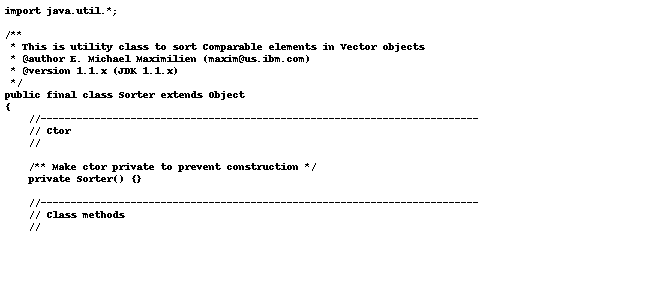 import java.util.*;
/**
 * This is utility class to sort Comparable elements in Vector objects
 * @author E. Michael Maximilien (maxim@us.ibm.com)
 * @version 1.1.x (JDK 1.1.x)
 */
public final class Sorter extends Object
{
    //-------------------------------------------------------------------------
    // Ctor
    //
    /** Make ctor private to prevent construction */
    private Sorter() {}
    //-------------------------------------------------------------------------
    // Class methods
    //